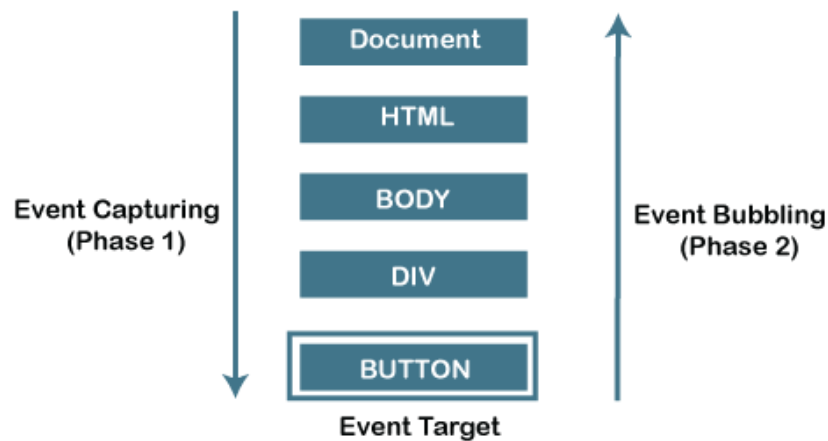 Document
HTML
BODY
Event Capturing
(Phase 1)
Event Bubbling
(Phase 2)
DIV
BUTTON
Event Target